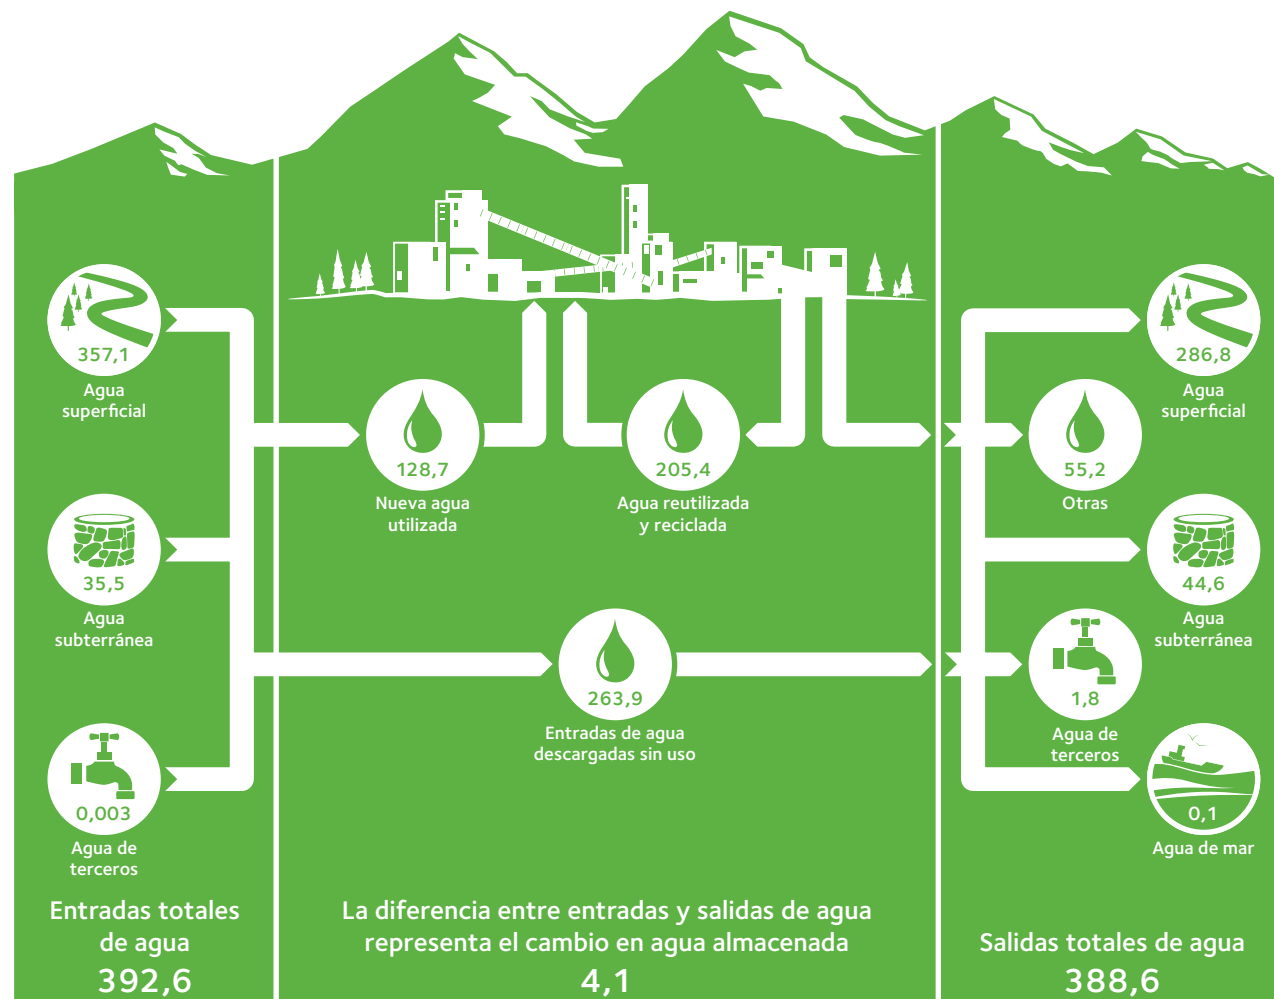 357,1
Agua
superficial
35,5
Agua
subterránea
0,003
Agua de
terceros
Entradas totales
de agua
392,6
128,7
Nueva agua
utilizada
205,4
Agua reutilizada
y reciclada
263,9
Entradas de agua
descargadas sin uso
La diferencia entre entradas y salidas de agua
representa el cambio en agua almacenada
4,1
286,8
Agua
superficial
55,2
Otras
44,6
Agua
subterránea
1,8
Agua de
terceros
0,1
Agua de mar
Salidas totales de agua
388,6